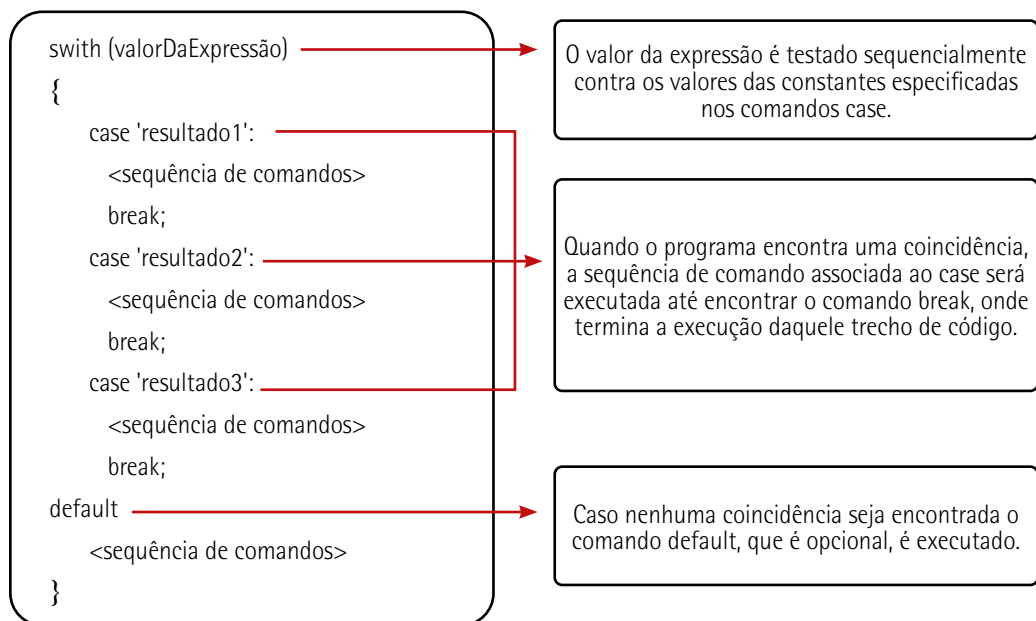 swith (valorDaExpressão)
{
case 'resultado1':
<sequência de comandos>
break;
case 'resultado2':
<sequência de comandos>
break;
case 'resultado3':
<sequência de comandos>
break;
default
<sequência de comandos>
}
O valor da expressão é testado sequencialmente
contra os valores das constantes especificadas
nos comandos case.
Quando o programa encontra uma coincidência,
a sequência de comando associada ao case será
executada até encontrar o comando break, onde
termina a execução daquele trecho de código.
Caso nenhuma coincidência seja encontrada o
comando default, que é opcional, é executado.